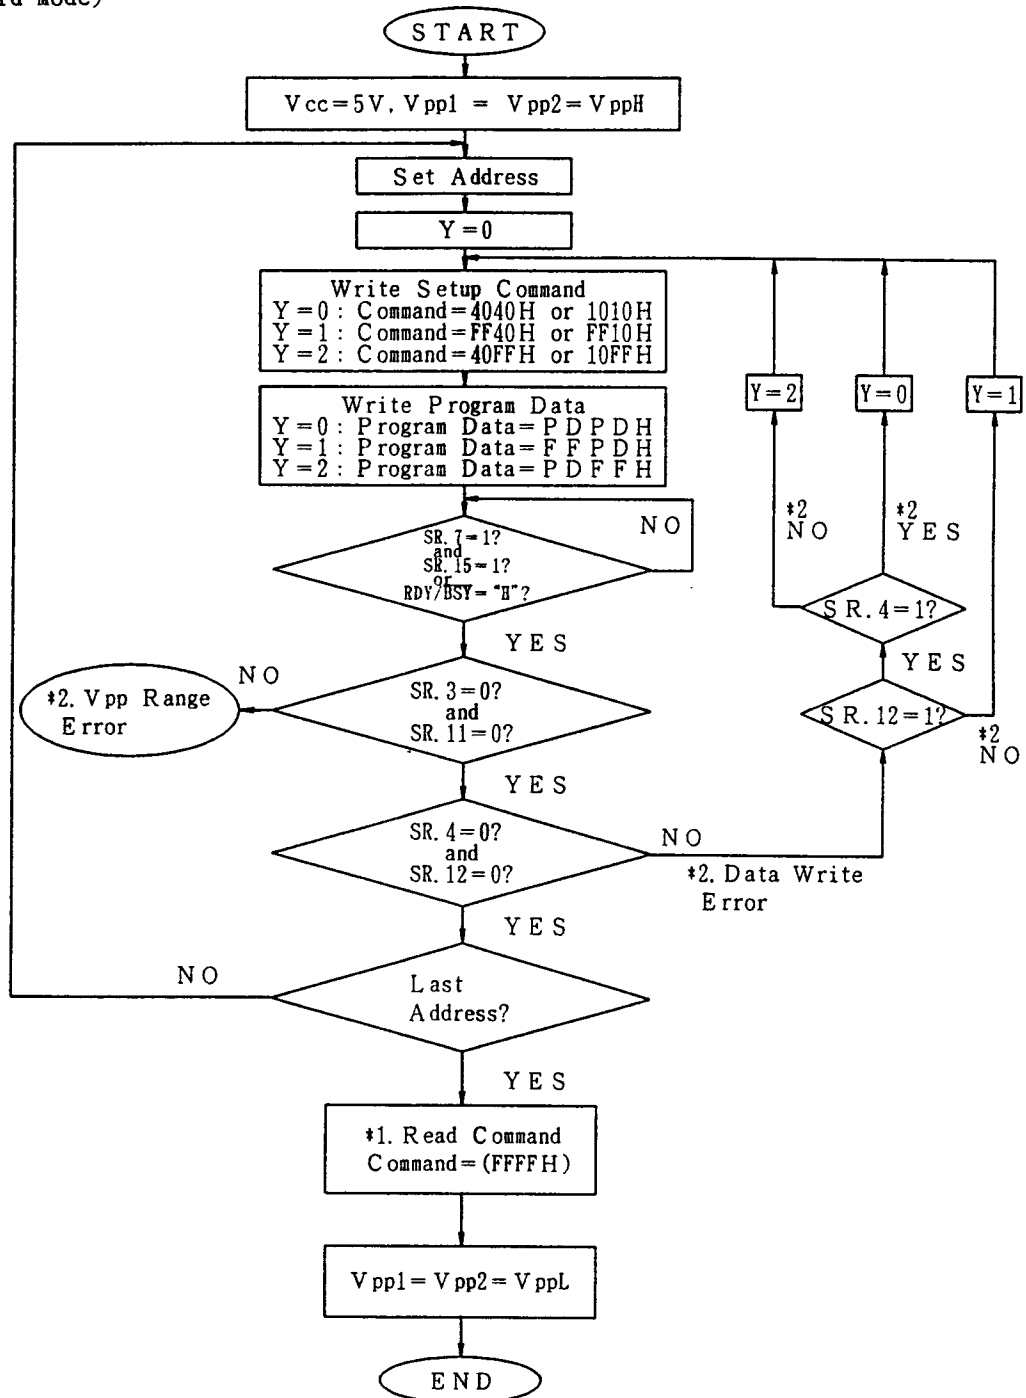 rd mode)
START
Vcc=5V, Vpp1 = Vpp2=VppH
Set Address
Y=0
Write Setup Command
Y=0: Command=4040H or 1010H
Y=1: Command=FF40H or FF10H
Y=2: Command=40FFH or 10FFH
Write Program Data
Y=0: Program Data=PDPDH
Y=1: Program Data=FFPDH
Y=2: Program Data=PDFFH
Y=2
Y=0
Y=1
NO
SR.7=1?
and
SR.15=1?
or
RDY/BSY="H"?
*2
NO
*2
YES
SR.4=1?
YES
YES
SR.12=1?
*2
NO
NO
*2. Vpp Range
Error
SR.3=0?
and
SR.11=0?
YES
SR.4=0?
and
SR.12=0?
NO
*2. Data Write
Error
YES
NO
Last
Address?
YES
*1. Read Command
Command=(FFFFH)
Vpp1=Vpp2=VppL
END